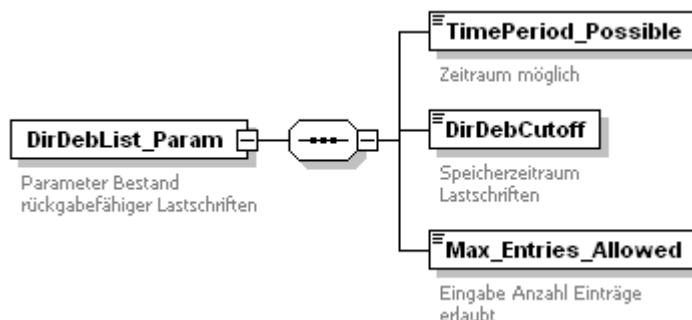 TimePeriod_Possible
Zeitraum möglich
DirDebList_Param
Parameter Bestand
rückgabefähiger Lastschriften
DirDebCutoff
Speicherzeitraum
Lastschriften
Max_Entries_Allowed
Eingabe Anzahl Einträge
erlaubt